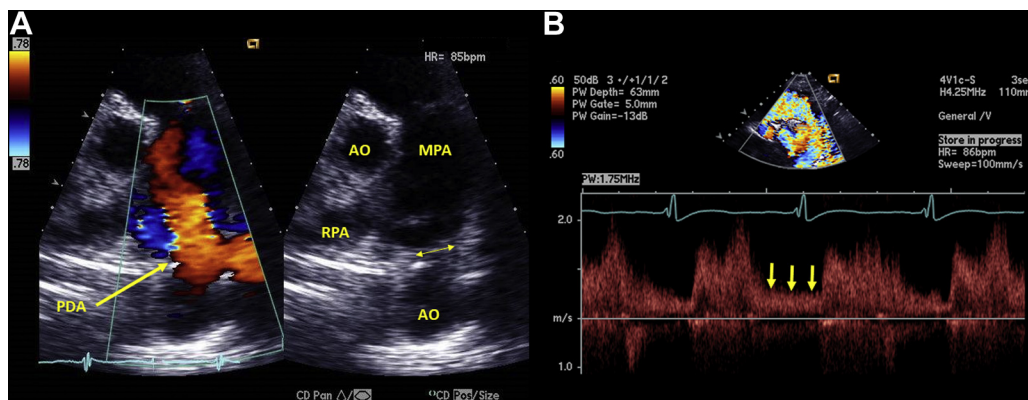 A
.78
.78
HR= 85bpm
AO
MPA
RPA
PDA
AO
CD Pan
CD Pos/Size
B
.60
.60
50dB 3 +/+1/1/2
PW Depth= 63mm
PW Gate= 5.0mm
PW Gain=-13dB
4V1c-S 3se
H4.25MHz 110mm
General /V
Store in progress
HR= 86bpm
Sweep=100mm/s
PW:1.75MHz
2.0
m/s
1.0